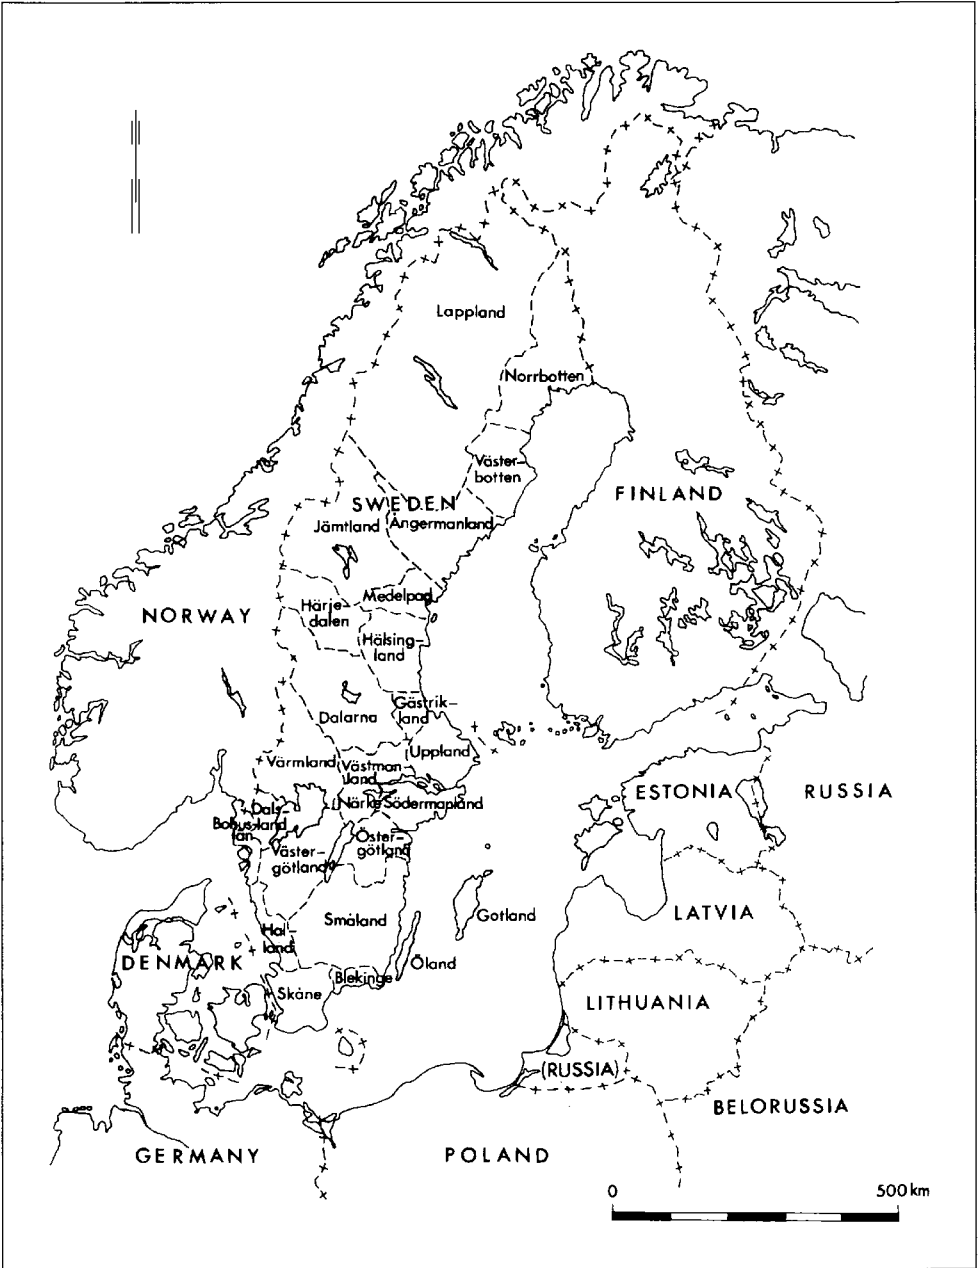 Lappland
Norrbotten
Väster-
botten
SWEDEN
FINLAND
Jämtland
Ångermanland
Medelpad
NORWAY
Härje-
dalen
Hälsing-
land
Gästrik-
land
Dalarna
Uppland
Värmland
Västman
land
ESTONIA
RUSSIA
Närke
Södermanland
Dals-
land
Bohus-
län
Öster-
götland
Väster-
götland
Småland
Gotland
LATVIA
Hal-
land
Öland
DENMARK
Blekinge
Skåne
LITHUANIA
(RUSSIA)
BELORUSSIA
GERMANY
POLAND
0
500 km